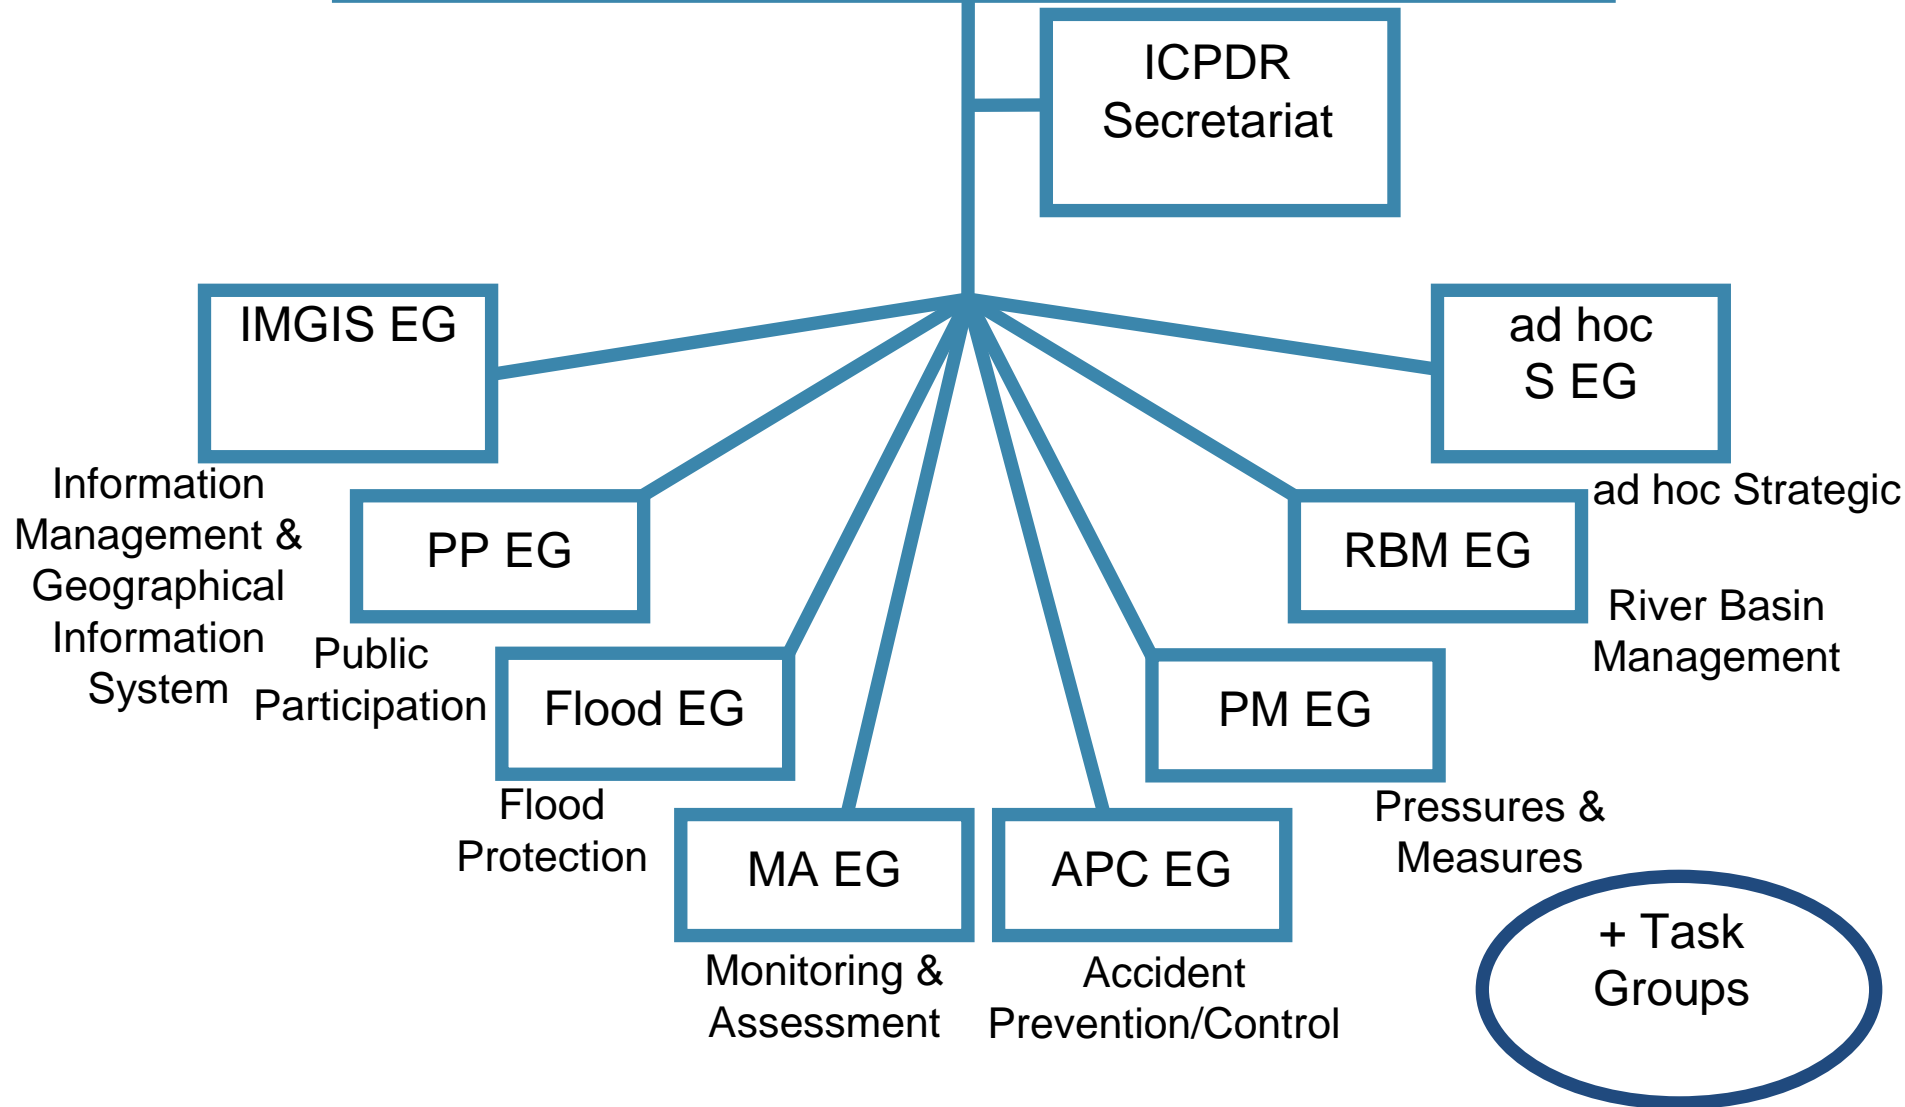 ICPDR
Secretariat
IMGIS EG
Information
Management &
Geographical
Information
System
PP EG
Public
Participation
Flood EG
Flood
Protection
MA EG
Monitoring &
Assessment
APC EG
Accident
Prevention/Control
PM EG
Pressures &
Measures
RBM EG
River Basin
Management
ad hoc
S EG
ad hoc Strategic
+ Task
Groups